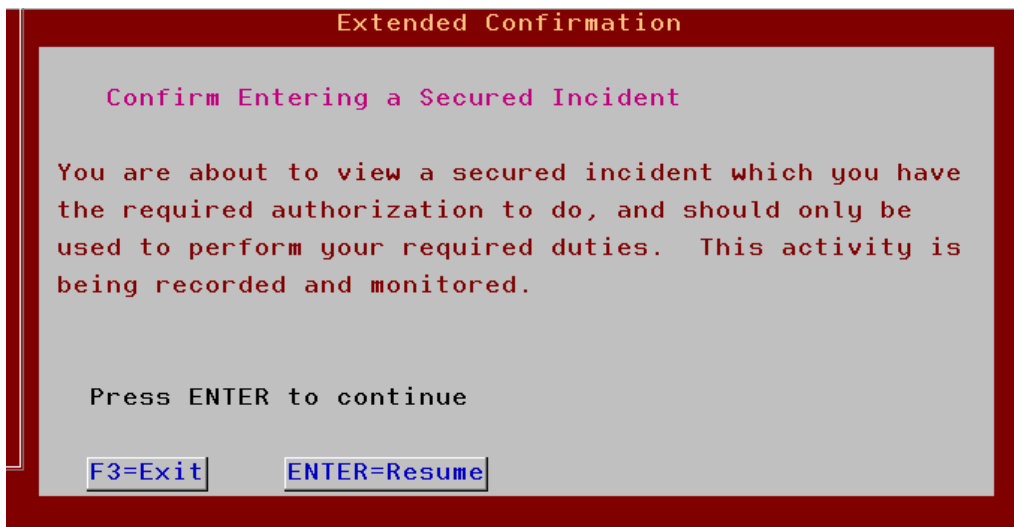 Extended Confirmation
Confirm Entering a Secured Incident
You are about to view a secured incident which you have
the required authorization to do, and should only be
used to perform your required duties.  This activity is
being recorded and monitored.
Press ENTER to continue
F3=Exit ENTER=Resume